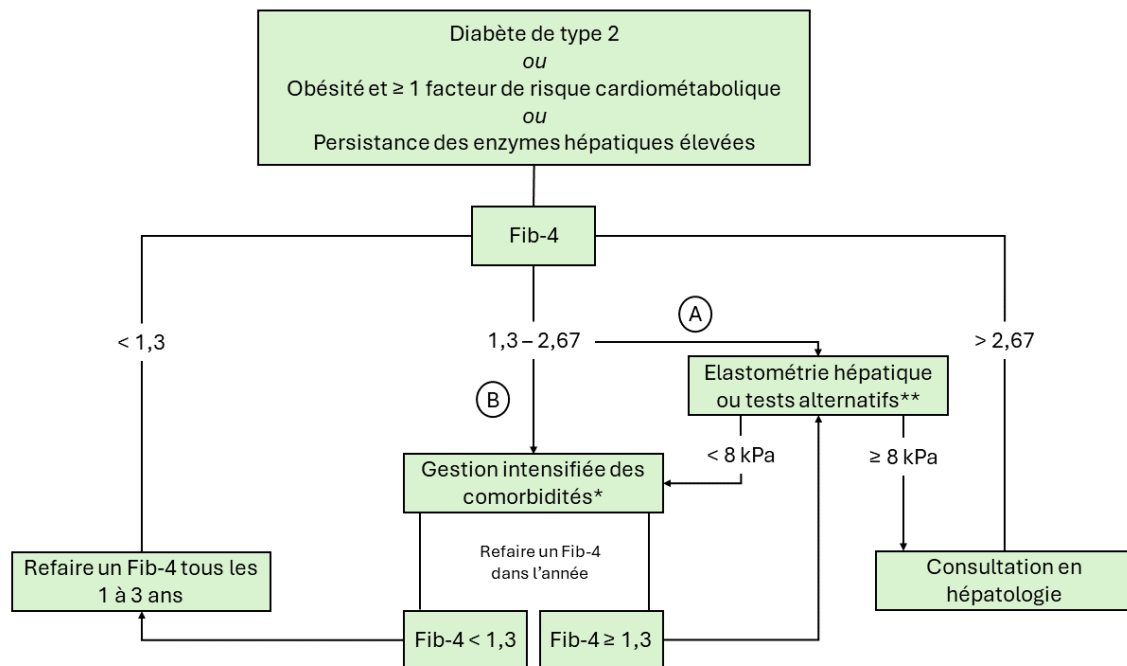 Diabète de type 2
ou
Obésité et ≥ 1 facteur de risque cardiométabolique
ou
Persistance des enzymes hépatiques élevées
Fib-4
A
< 1,3
1,3 – 2,67
> 2,67
Elastométrie hépatique
ou tests alternatifs**
B
< 8 kPa
≥ 8 kPa
Gestion intensifiée des
comorbidités*
Refaire un Fib-4
dans l'année
Refaire un Fib-4 tous les
1 à 3 ans
Consultation en
hépatologie
Fib-4 < 1,3
Fib-4 ≥ 1,3